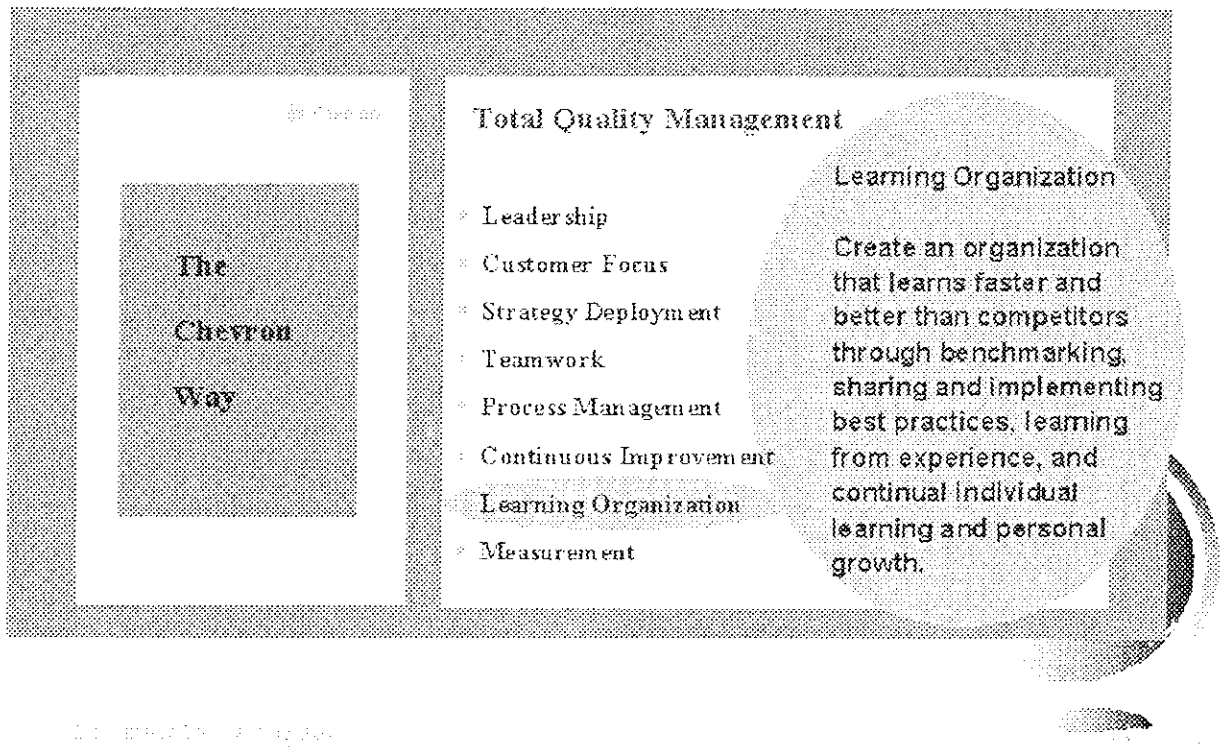 The
Chevron
Way
Total Quality Management
Leadership
Customer Focus
Strategy Deployment
Teamwork
Process Management
Continuous Improvement
Learning Organization
Measurement
Learning Organization
Create an organization
that learns faster and
better than competitors
through benchmarking,
sharing and implementing
best practices, learning
from experience, and
continual individual
learning and personal
growth.